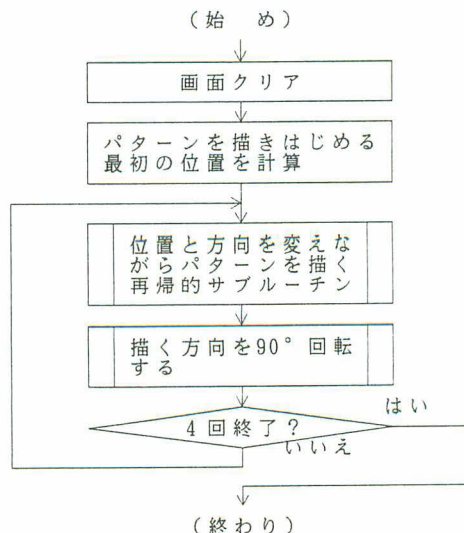 (始め)
画面クリア
パターンを描きはじめる
最初の位置を計算
位置と方向を変えな
がらパターンを描く
再帰的サブルーチン
描く方向を90°回転
する
はい
4回終了?
いいえ
(終わり)